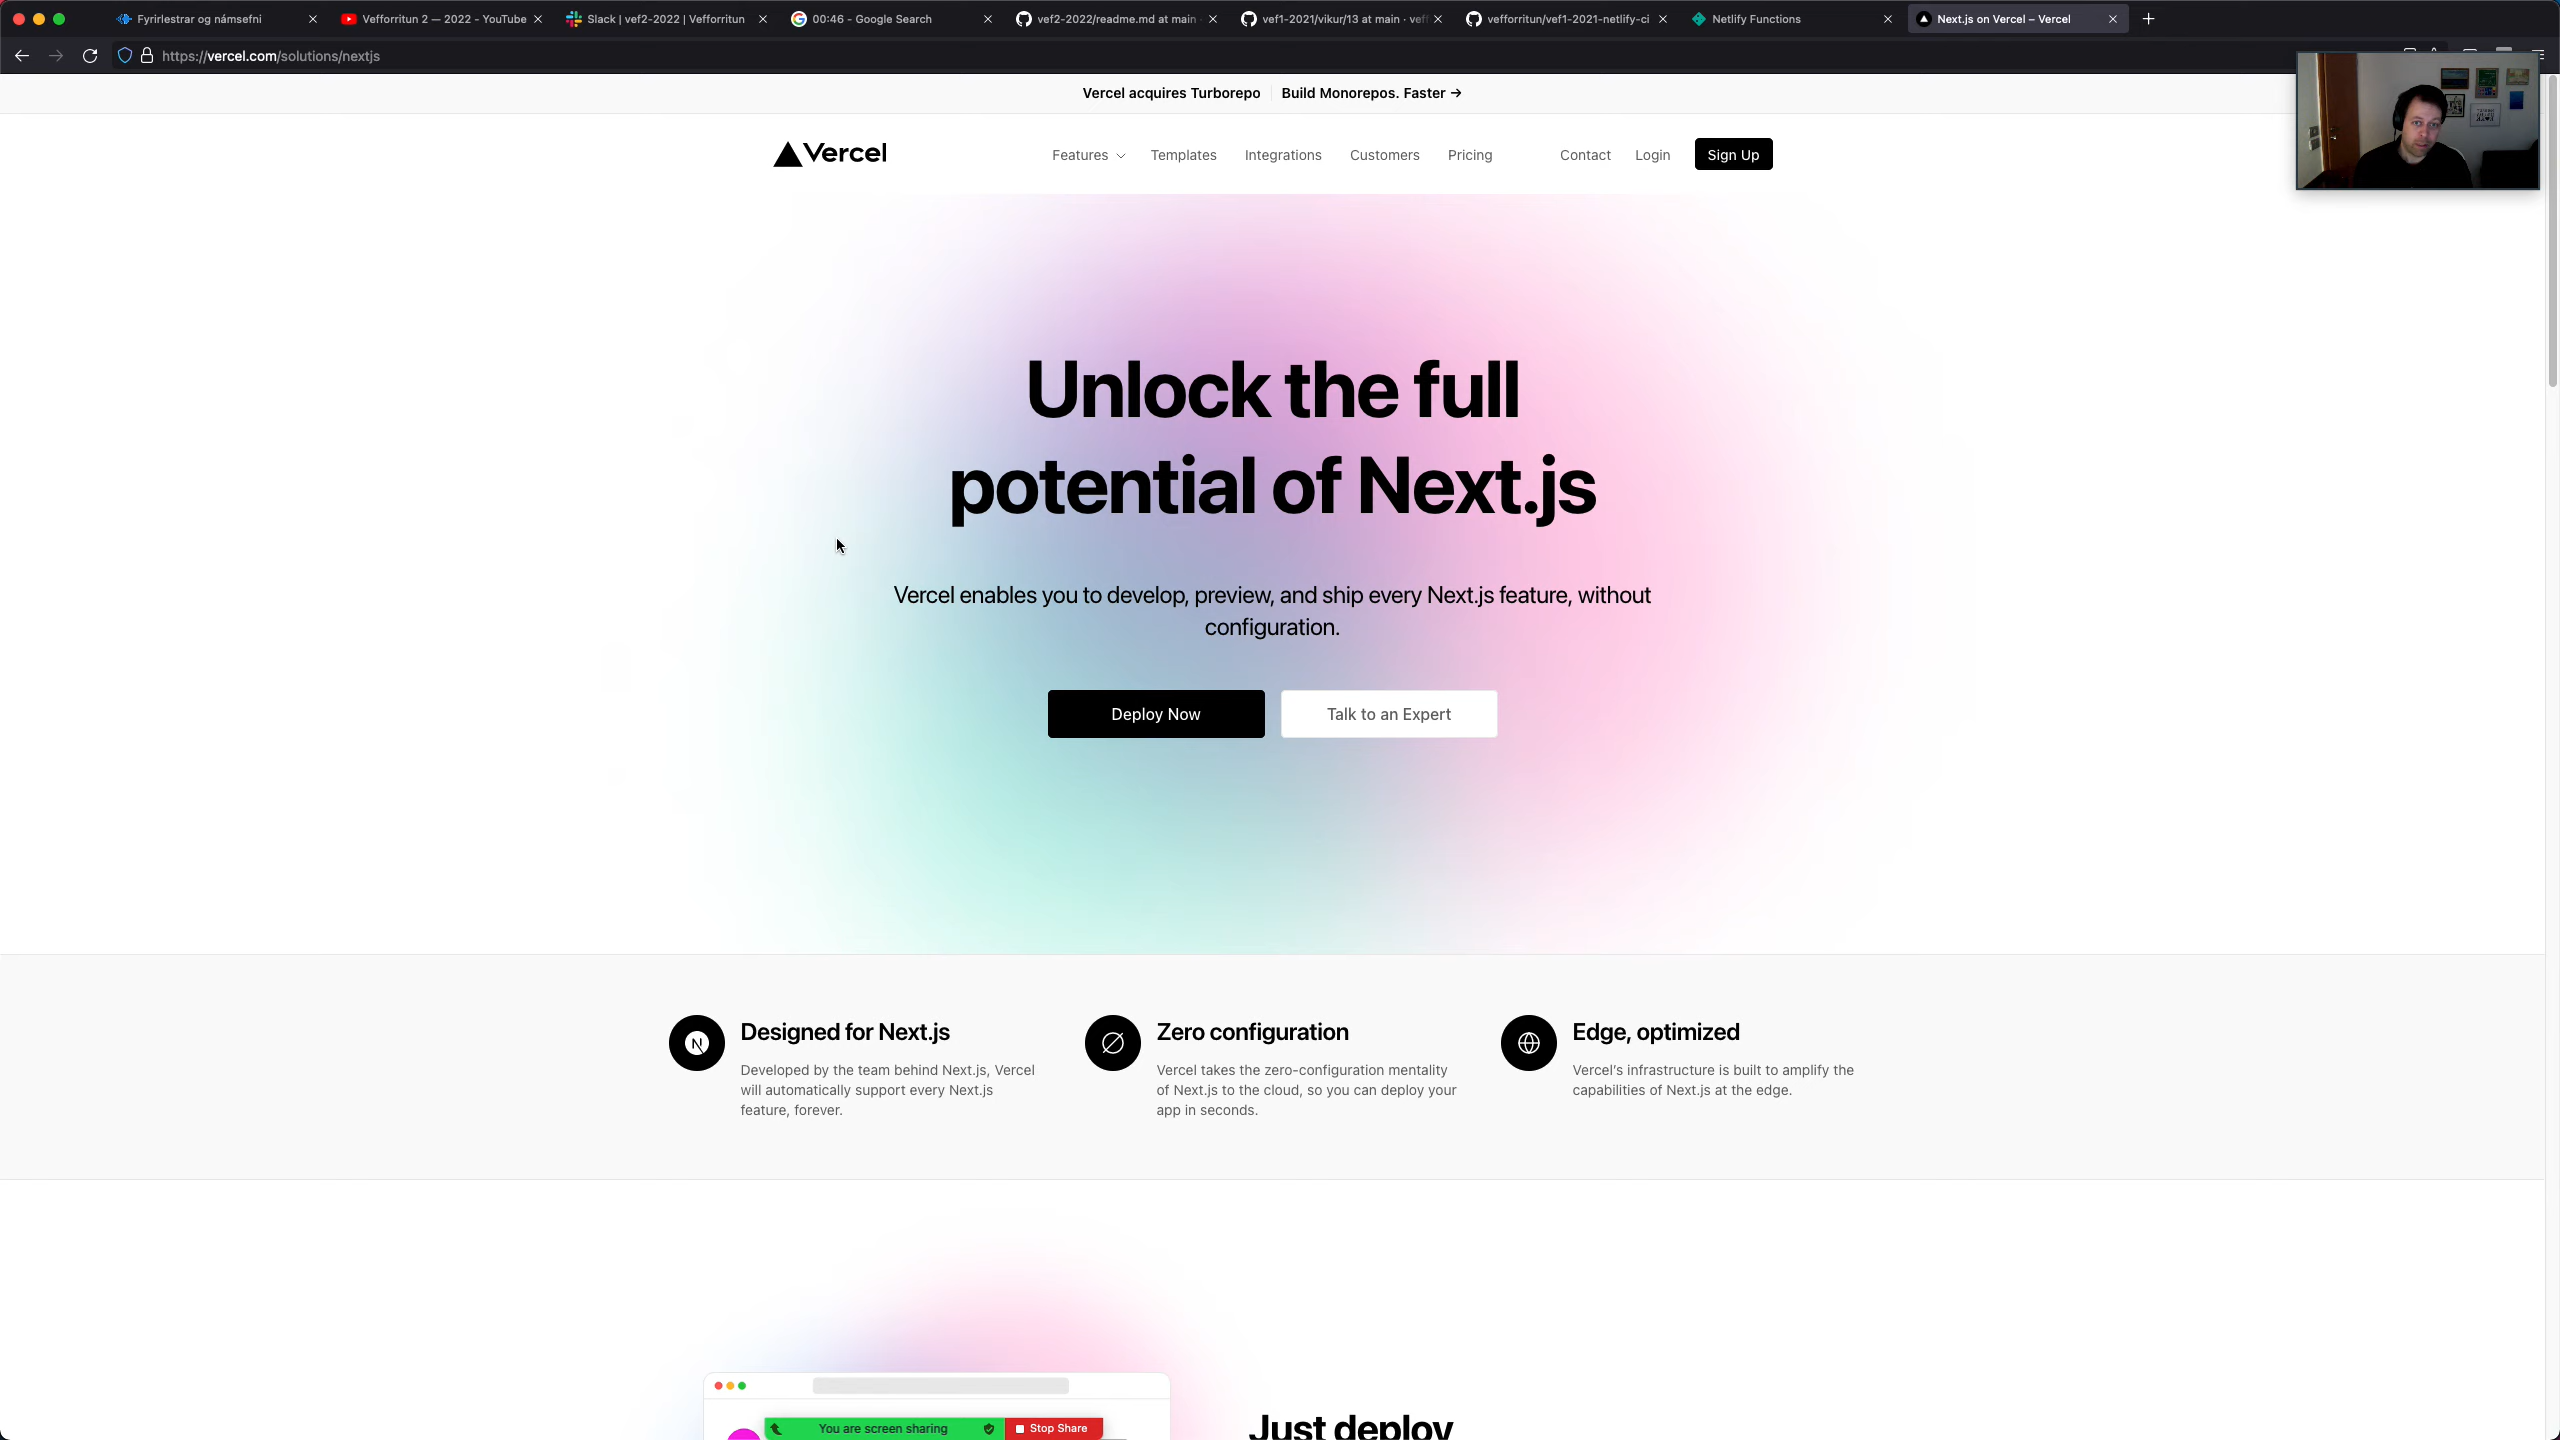 Fyrirlestrar og námsefni
Vefforritun 2 — 2022 - YouTube
Slack | vef2-2022 | Vefforritun
00:46 - Google Search
vef2-2022/readme.md at main
vef1-2021/vikur/13 at main · vef
vefforritun/vef1-2021-netlify-ci
Netlify Functions
Next.js on Vercel – Vercel
https://vercel.com/solutions/nextjs
Vercel acquires Turborepo
Build Monorepos. Faster →
Vercel
Features
Templates
Integrations
Customers
Pricing
Contact
Login
Sign Up
Unlock the full
potential of Next.js
Vercel enables you to develop, preview, and ship every Next.js feature, without
configuration.
Deploy Now
Talk to an Expert
Designed for Next.js
Developed by the team behind Next.js, Vercel
will automatically support every Next.js
feature, forever.
Zero configuration
Vercel takes the zero-configuration mentality
of Next.js to the cloud, so you can deploy your
app in seconds.
Edge, optimized
Vercel's infrastructure is built to amplify the
capabilities of Next.js at the edge.
You are screen sharing
Stop Share
Just deploy